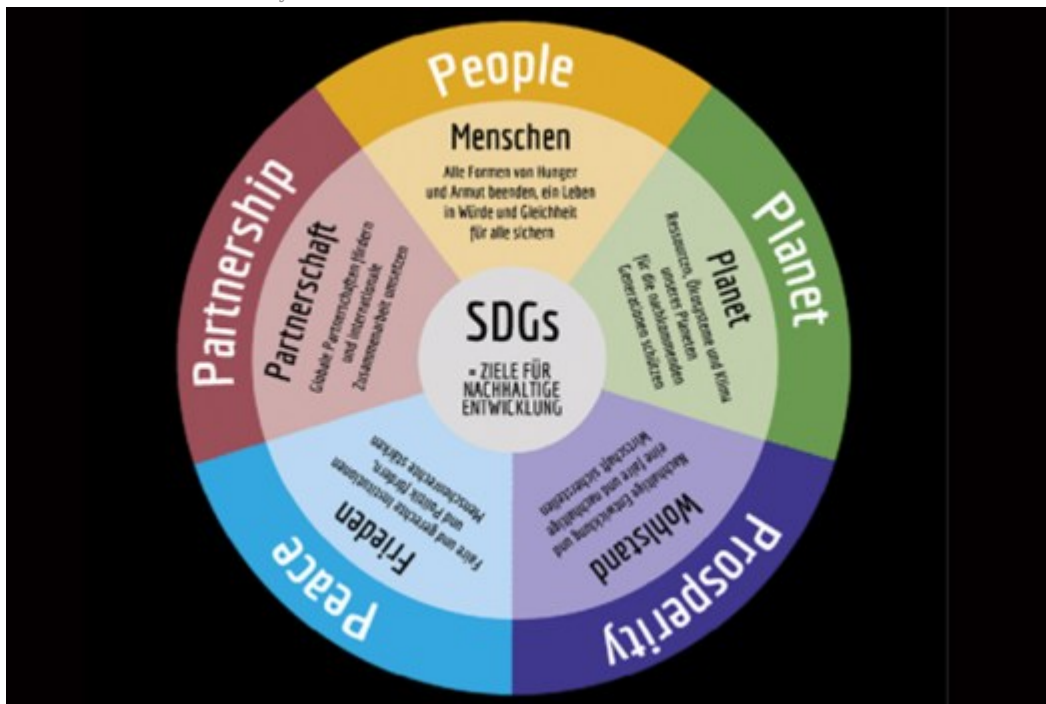 People
Menschen
Alle Formen von Hunger
und Armut beenden, ein Leben
in Würde und Gleichheit
für alle sichern
Planet
Planet
Ressourcen, Ökosysteme und Klima
unseres Planeten
für die nachkommenden
Generationen schützen
Prosperity
Wohlstand
Nachhaltige Entwicklung und
eine faire und nachhaltige
Wirtschaft sicherstellen
Peace
Frieden
Faire und gerechte Institutionen
und Politik fördern,
Menschenrechte stärken
Partnership
Partnerschaft
Globale Partnerschaften fördern
und internationale
Zusammenarbeit umsetzen
SDGs
= ZIELE FÜR
NACHHALTIGE
ENTWICKLUNG